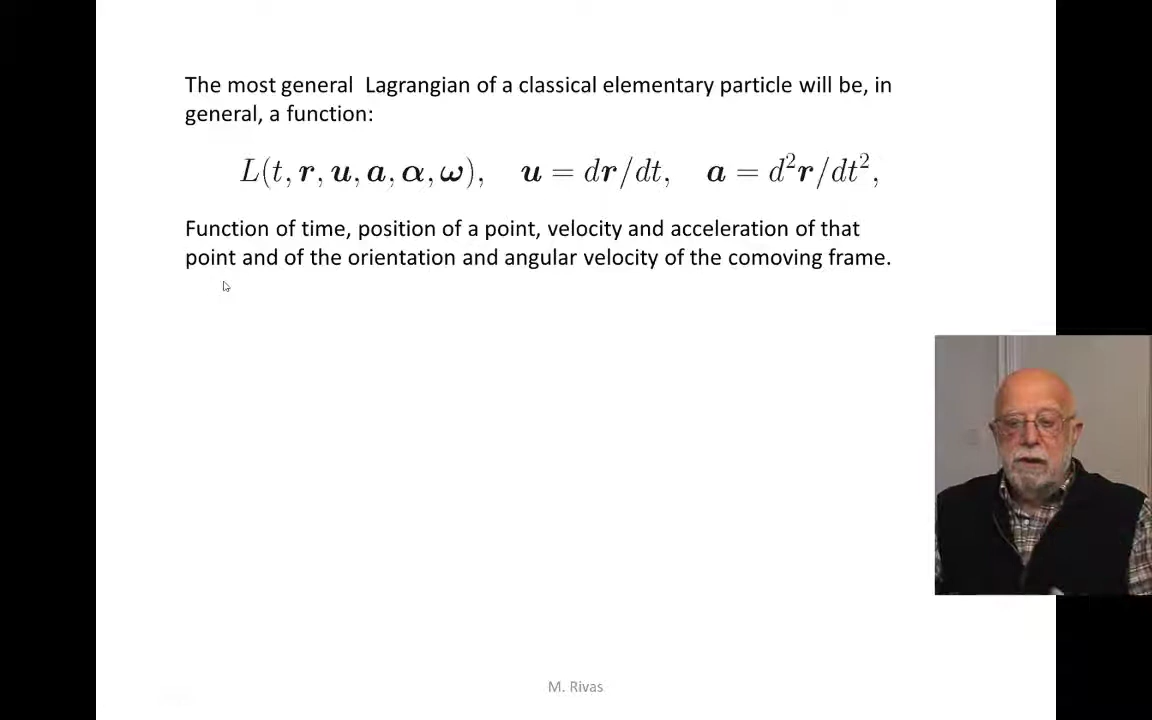 The most general Lagrangian of a classical elementary particle will be, in
general, a function:
L(t, r, u, a, α, ω), u = dr/dt, a = d²r/dt²,
Function of time, position of a point, velocity and acceleration of that
point and of the orientation and angular velocity of the comoving frame.
M. Rivas